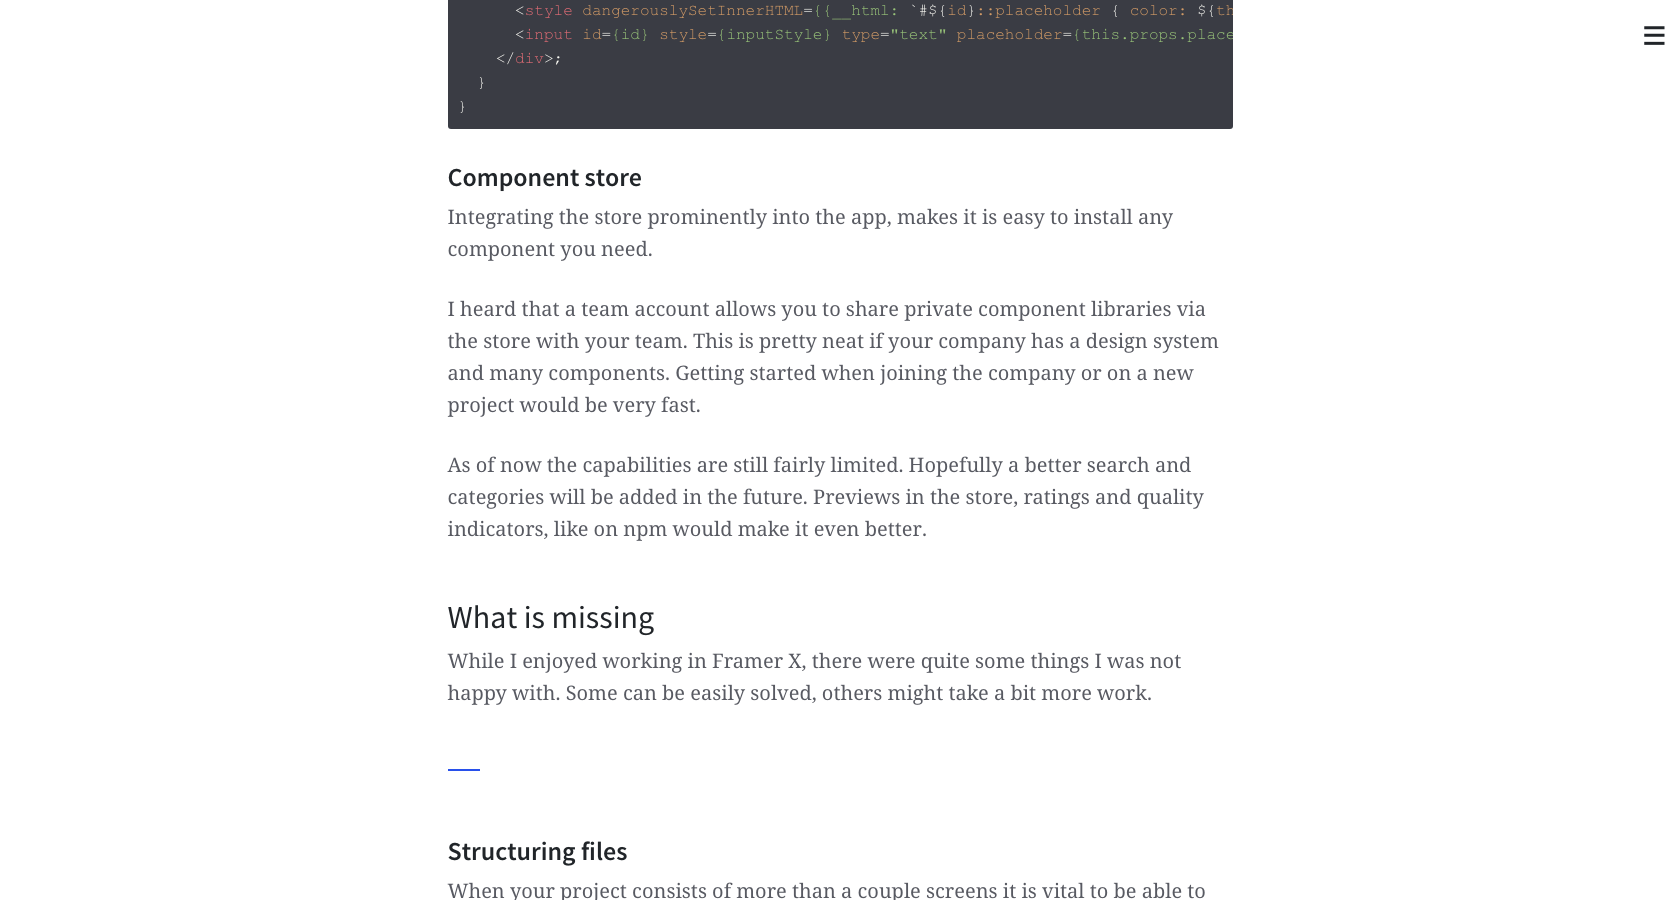 <style dangerouslySetInnerHTML={{__html: `#${id}::placeholder { color: ${th
<input id={id} style={inputStyle} type="text" placeholder={this.props.place
</div>;
}
}
Component store
Integrating the store prominently into the app, makes it is easy to install any
component you need.
I heard that a team account allows you to share private component libraries via
the store with your team. This is pretty neat if your company has a design system
and many components. Getting started when joining the company or on a new
project would be very fast.
As of now the capabilities are still fairly limited. Hopefully a better search and
categories will be added in the future. Previews in the store, ratings and quality
indicators, like on npm would make it even better.
What is missing
While I enjoyed working in Framer X, there were quite some things I was not
happy with. Some can be easily solved, others might take a bit more work.
Structuring files
When your project consists of more than a couple screens it is vital to be able to